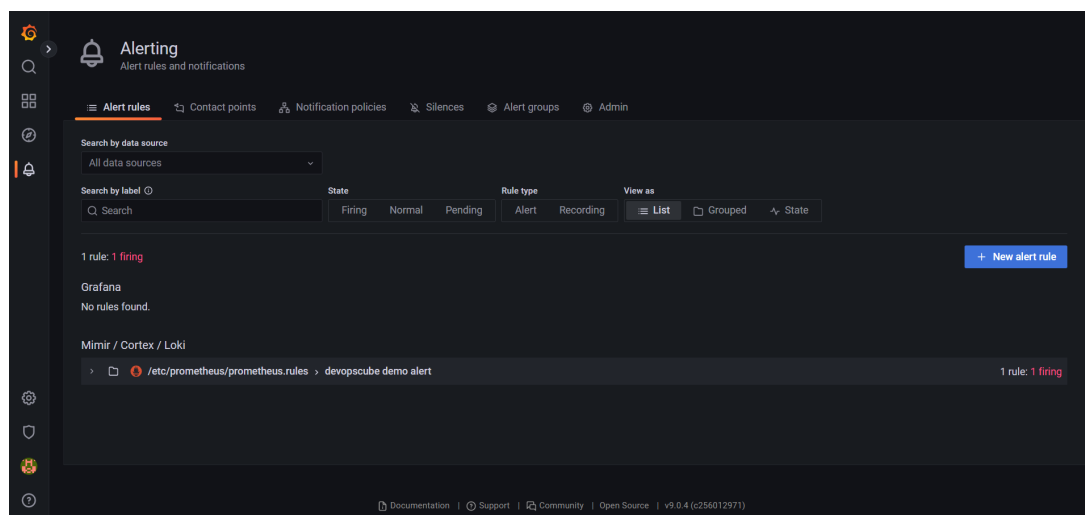 Alerting
Alert rules and notifications
Alert rules Contact points Notification policies Silences Alert groups Admin
Search by data source
All data sources
Search by label State Rule type View as
Search Firing Normal Pending Alert Recording List Grouped State
1 rule: 1 firing + New alert rule
Grafana
No rules found.
Mimir / Cortex / Loki
/etc/prometheus/prometheus.rules › devopscube demo alert 1 rule: 1 firing
Documentation | Support | Community | Open Source | v9.0.4 (c256012971)